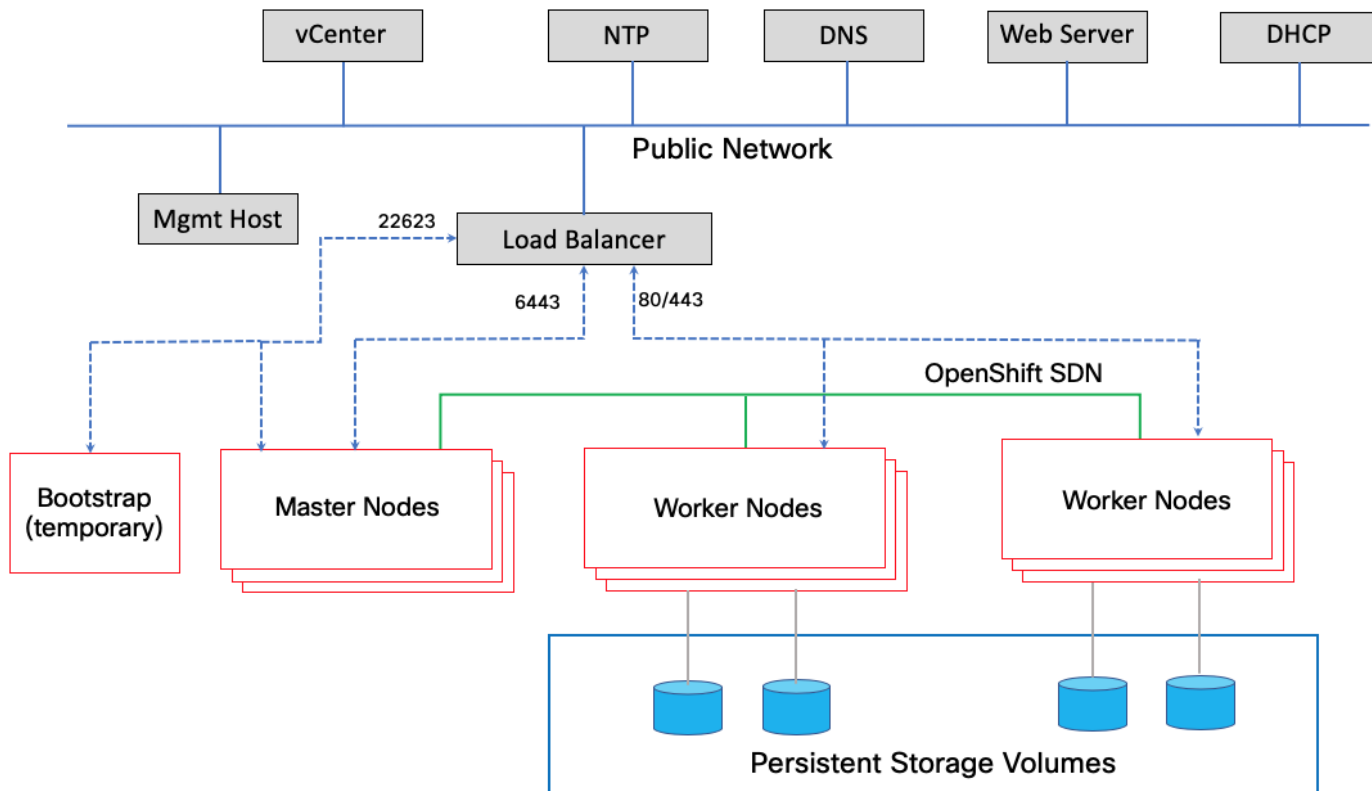 vCenter
NTP
DNS
Web Server
DHCP
Public Network
Mgmt Host
22623
Load Balancer
6443
80/443
OpenShift SDN
Bootstrap
(temporary)
Master Nodes
Worker Nodes
Worker Nodes
Persistent Storage Volumes